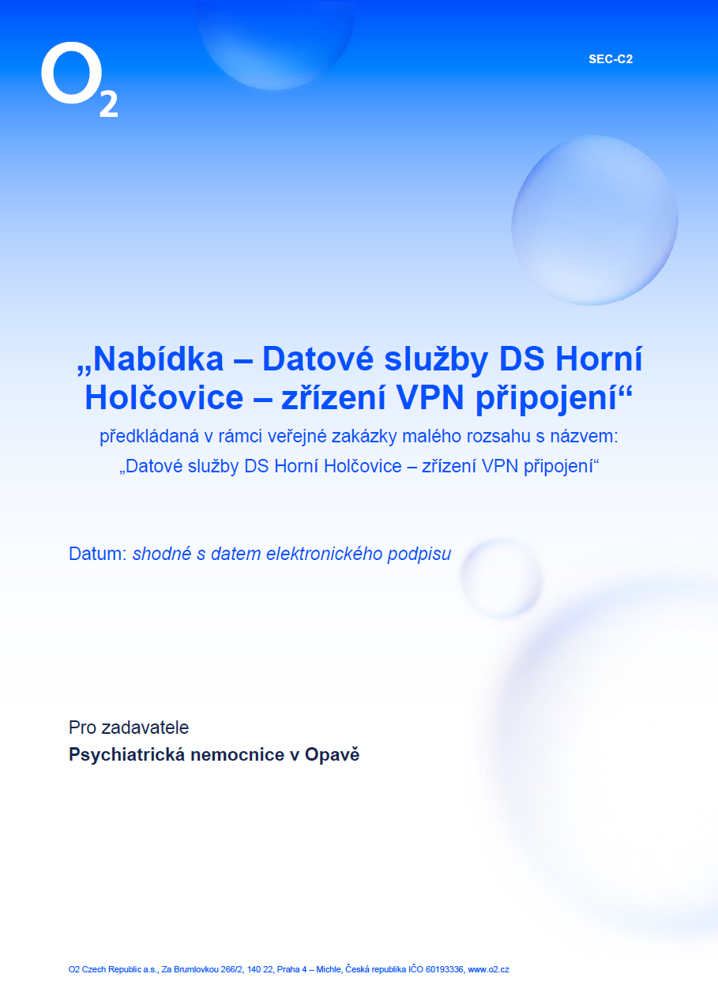 SEC-C2
O2
„Nabídka – Datové služby DS Horní
Holčovice – zřízení VPN připojení“
předkládaná v rámci veřejné zakázky malého rozsahu s názvem:
„Datové služby DS Horní Holčovice – zřízení VPN připojení“
Datum: shodné s datem elektronického podpisu
Pro zadavatele
Psychiatrická nemocnice v Opavě
O2 Czech Republic a.s., Za Brumlovkou 266/2, 140 22, Praha 4 – Michle, Česká republika IČO 60193336, www.o2.cz